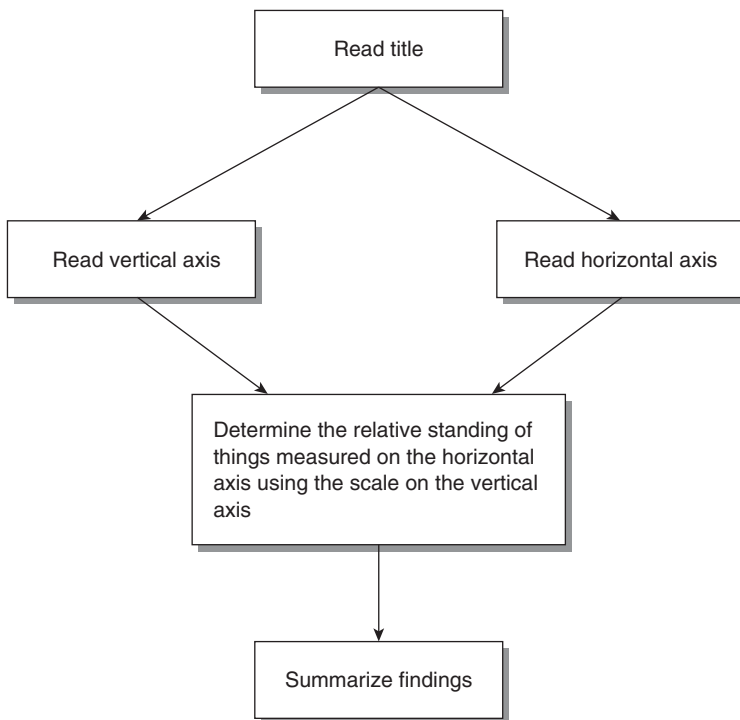 Read title
Read vertical axis
Read horizontal axis
Determine the relative standing of
things measured on the horizontal
axis using the scale on the vertical
axis
Summarize findings